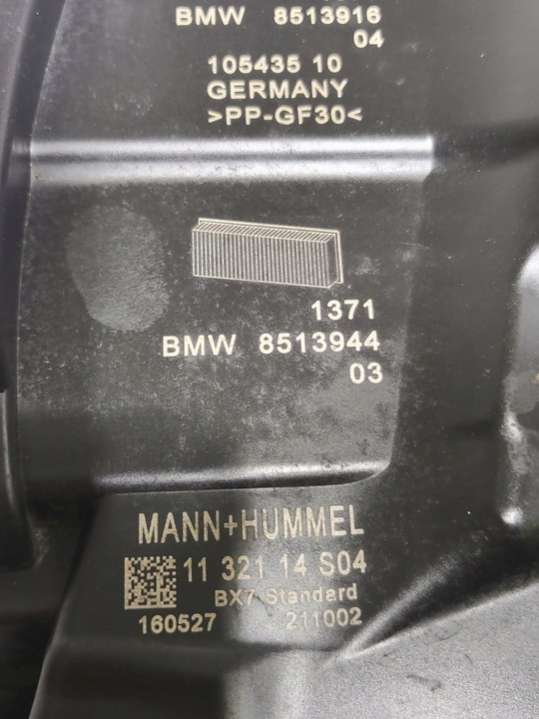 BMW 8513916
04
105435 10
GERMANY
>PP-GF30<
1371
BMW 8513944
03
MANN+HUMMEL
11 321 14 S04
BX7 Standard
160527 211002